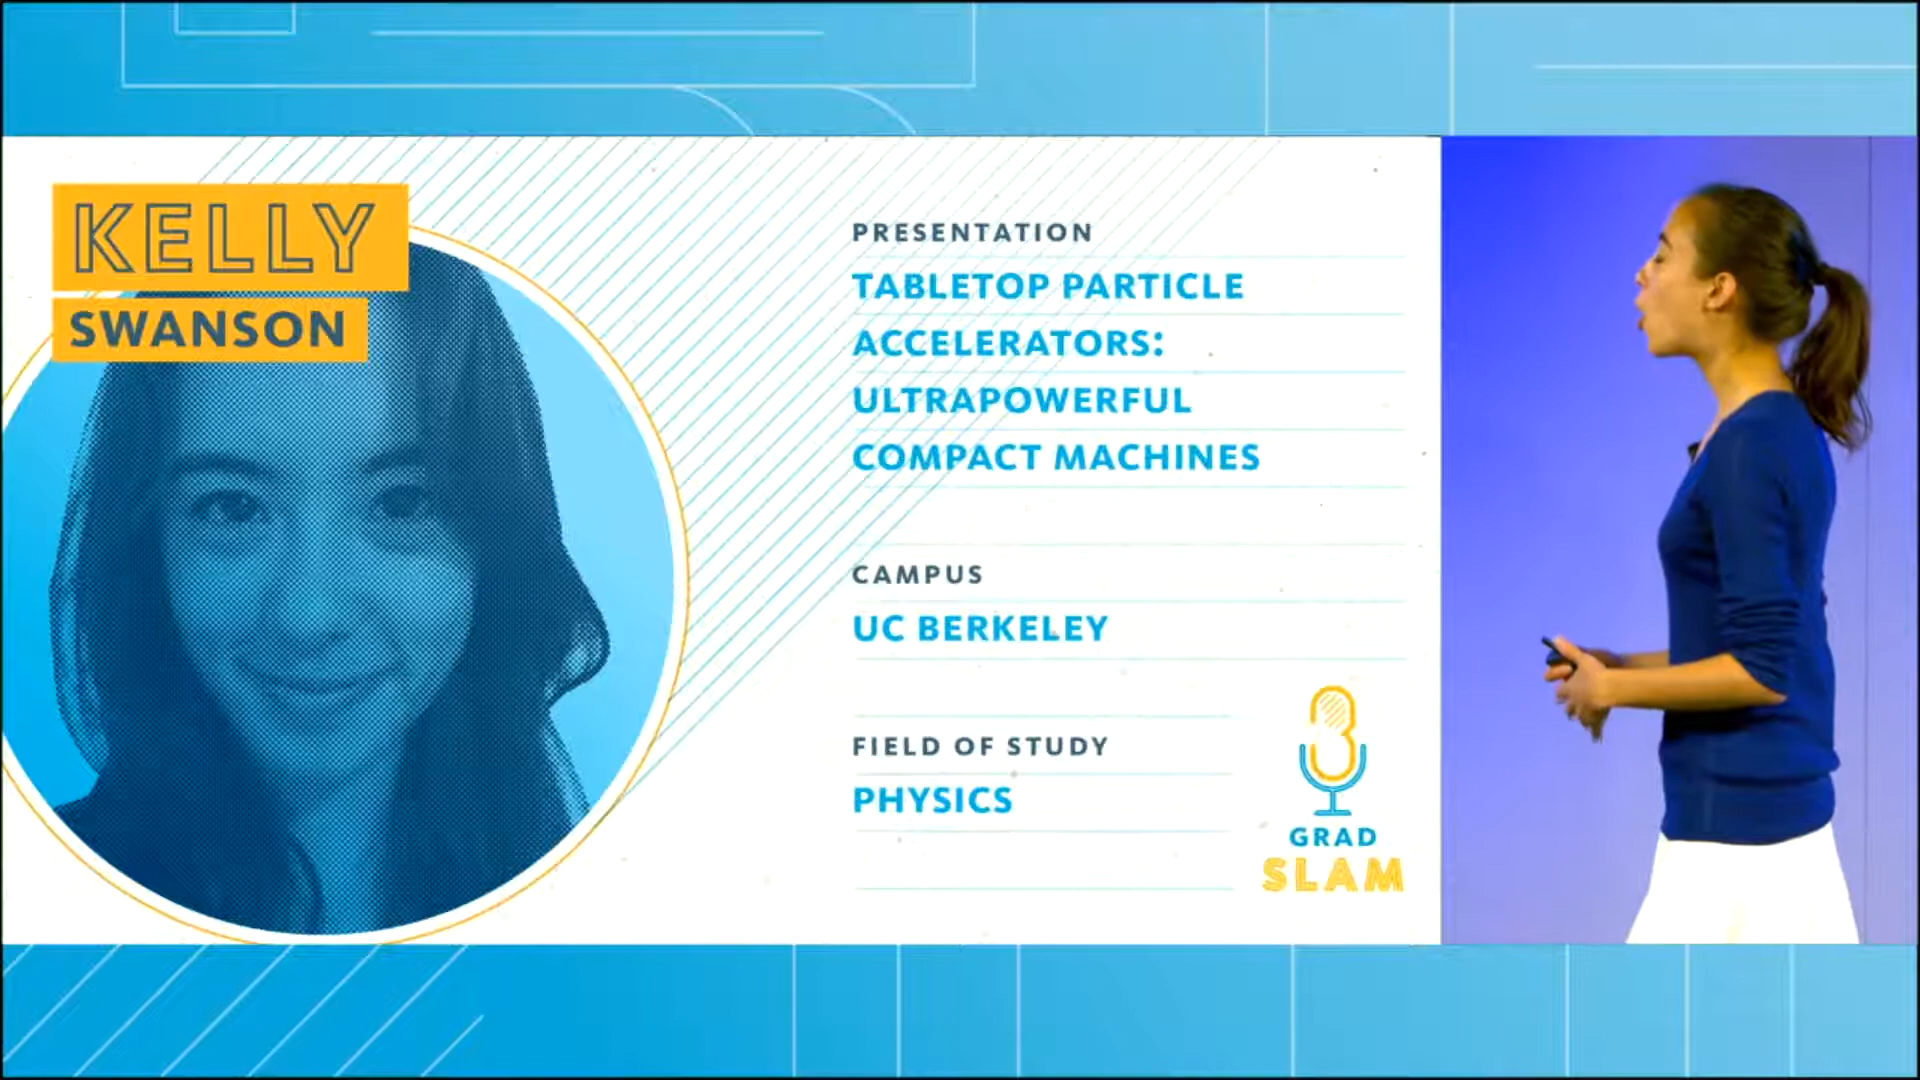 KELLY
SWANSON
PRESENTATION
TABLETOP PARTICLE
ACCELERATORS:
ULTRAPOWERFUL
COMPACT MACHINES
CAMPUS
UC BERKELEY
FIELD OF STUDY
PHYSICS
GRAD
SLAM